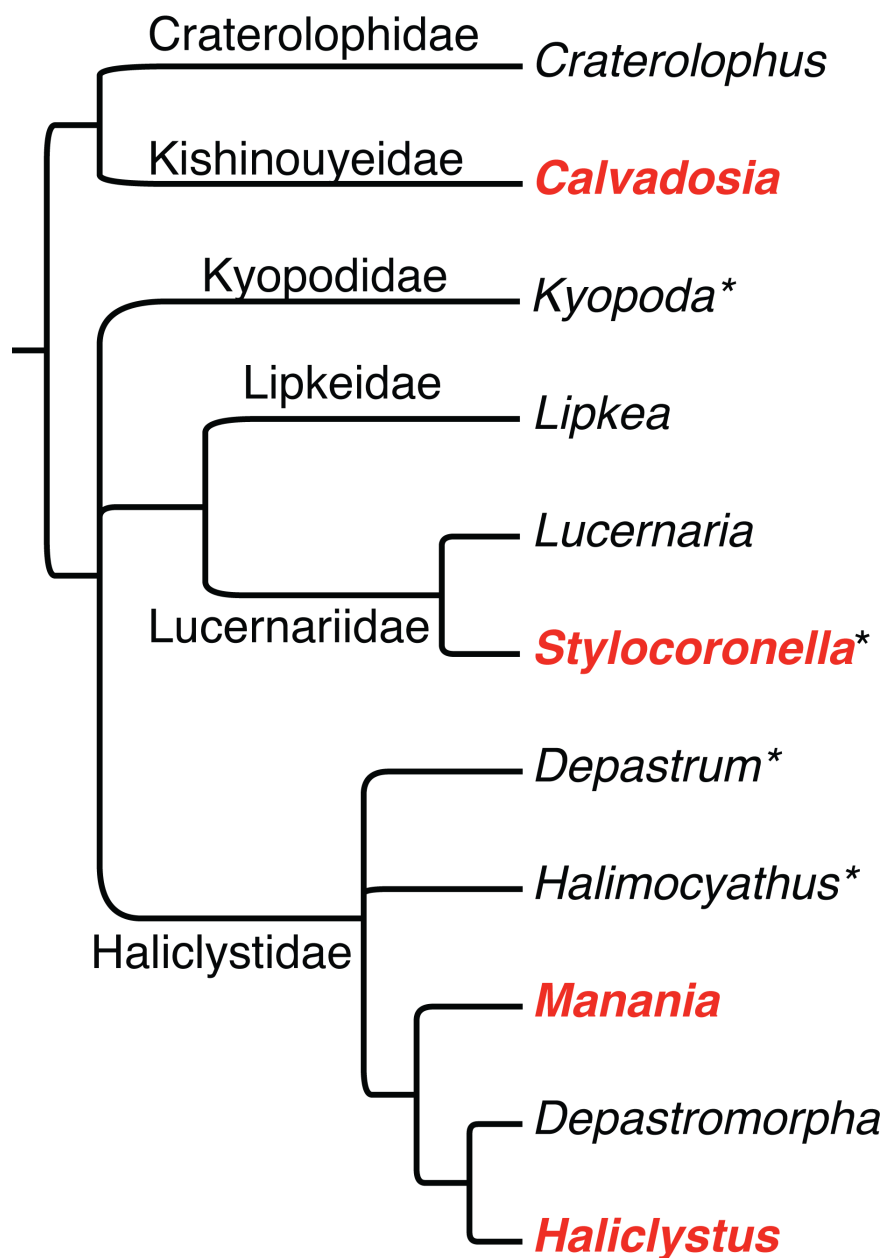 Craterolophidae
Craterolophus
Kishinouyeidae
Calvadosia
Kyopodidae
Kyopoda*
Lipkeidae
Lipkea
Lucernaria
Lucernariidae
Stylocoronella*
Depastrum*
Halimocyathus*
Haliclystidae
Manania
Depastromorpha
Haliclystus